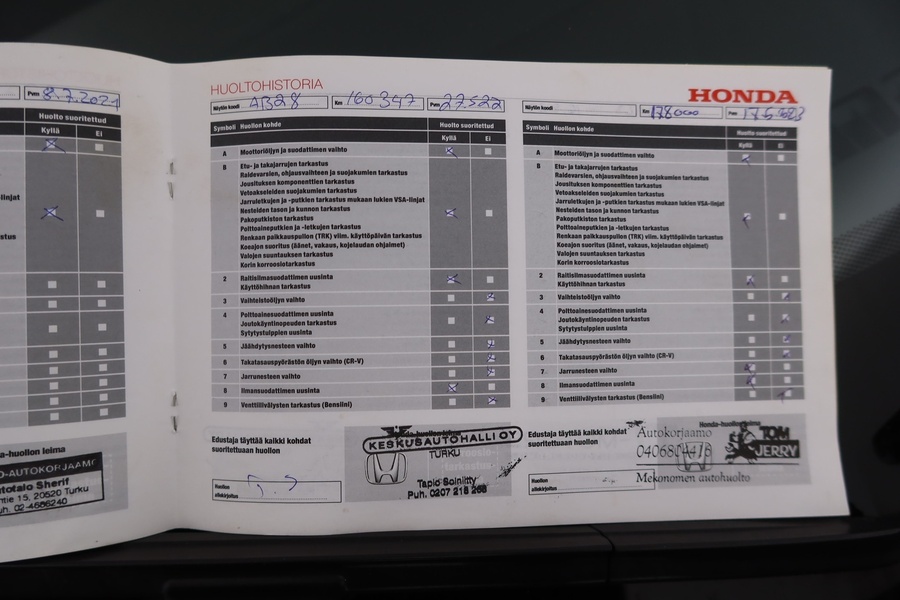 Pvm 8.7.2021
Huolto suoritettud
Kyllä Ei
O-AUTOKORJAAMO
utotalo Sherif
ntie 15, 20520 Turku
uh. 02-4686240
HUOLTOHISTORIA
Näytön koodi AB28 Km 160 347 Pvm 27.5.22
Symboli Huollon kohde Huolto suoritettud
Kyllä Ei
A Moottoriöljyn ja suodattimen vaihto
B Etu- ja takajarrujen tarkastus
Raidevarsien, ohjausvaihteen ja suojakumien tarkastus
Jousituksen komponenttien tarkastus
Vetoakseleiden suojakumien tarkastus
Jarruletkujen ja -putkien tarkastus mukaan lukien VSA-linjat
Nesteiden tason ja kunnon tarkastus
Pakoputkiston tarkastus
Polttoaineputkien ja -letkujen tarkastus
Renkaan paikkauspullon (TRK) viim. käyttöpäivän tarkastus
Koeajon suoritus (äänet, vakaus, kojelaudan ohjaimet)
Valojen suuntauksen tarkastus
Korin korroosiotarkastus
2 Raitisilmasuodattimen uusinta
Käyttöhihnan tarkastus
3 Vaihteistoöljyn vaihto
4 Polttoainesuodattimen uusinta
Joutokäyntinopeuden tarkastus
Sytytystulppien uusinta
5 Jäähdytysnesteen vaihto
6 Takatasauspyörästön öljyn vaihto (CR-V)
7 Jarrunesteen vaihto
8 Ilmansuodattimen uusinta
9 Venttiilivälysten tarkastus (Bensiini)
Edustaja täyttää kaikki kohdat
suoritettuaan huollon
Huollon
allekirjoitus
KESKUSAUTOHALLI OY
TURKU
Tapio Soinitty
Puh. 0207 216 266
HONDA
Näytön koodi Km 178000 Pvm 17.5.2023
Symboli Huollon kohde Huolto suoritettud
Kyllä Ei
A Moottoriöljyn ja suodattimen vaihto
B Etu- ja takajarrujen tarkastus
Raidevarsien, ohjausvaihteen ja suojakumien tarkastus
Jousituksen komponenttien tarkastus
Vetoakseleiden suojakumien tarkastus
Jarruletkujen ja -putkien tarkastus mukaan lukien VSA-linjat
Nesteiden tason ja kunnon tarkastus
Pakoputkiston tarkastus
Polttoaineputkien ja -letkujen tarkastus
Renkaan paikkauspullon (TRK) viim. käyttöpäivän tarkastus
Koeajon suoritus (äänet, vakaus, kojelaudan ohjaimet)
Valojen suuntauksen tarkastus
Korin korroosiotarkastus
2 Raitisilmasuodattimen uusinta
Käyttöhihnan tarkastus
3 Vaihteistoöljyn vaihto
4 Polttoainesuodattimen uusinta
Joutokäyntinopeuden tarkastus
Sytytystulppien uusinta
5 Jäähdytysnesteen vaihto
6 Takatasauspyörästön öljyn vaihto (CR-V)
7 Jarrunesteen vaihto
8 Ilmansuodattimen uusinta
9 Venttiilivälysten tarkastus (Bensiini)
Edustaja täyttää kaikki kohdat
suoritettuaan huollon
Huollon
allekirjoitus
Honda-huollon leima
Autokorjaamo
TOM
JERRY
Mekonomen autohuolto